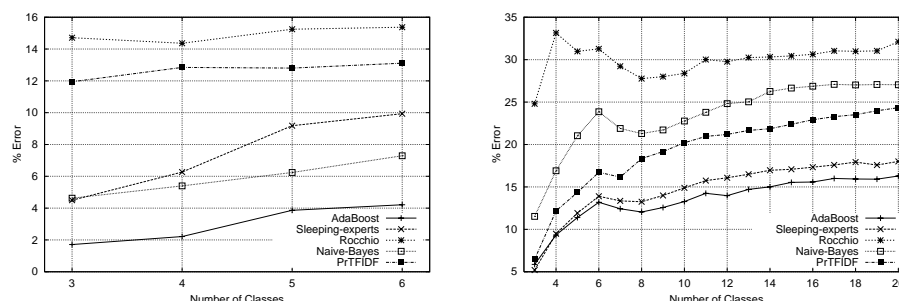 16
14
12
10
8
6
4
2
0
% Error
3 4 5 6
Number of Classes
AdaBoost
Sleeping-experts
Rocchio
Naive-Bayes
PrTFIDF
35
30
25
20
15
10
5
% Error
4 6 8 10 12 14 16 18 20
Number of Classes
AdaBoost
Sleeping-experts
Rocchio
Naive-Bayes
PrTFIDF